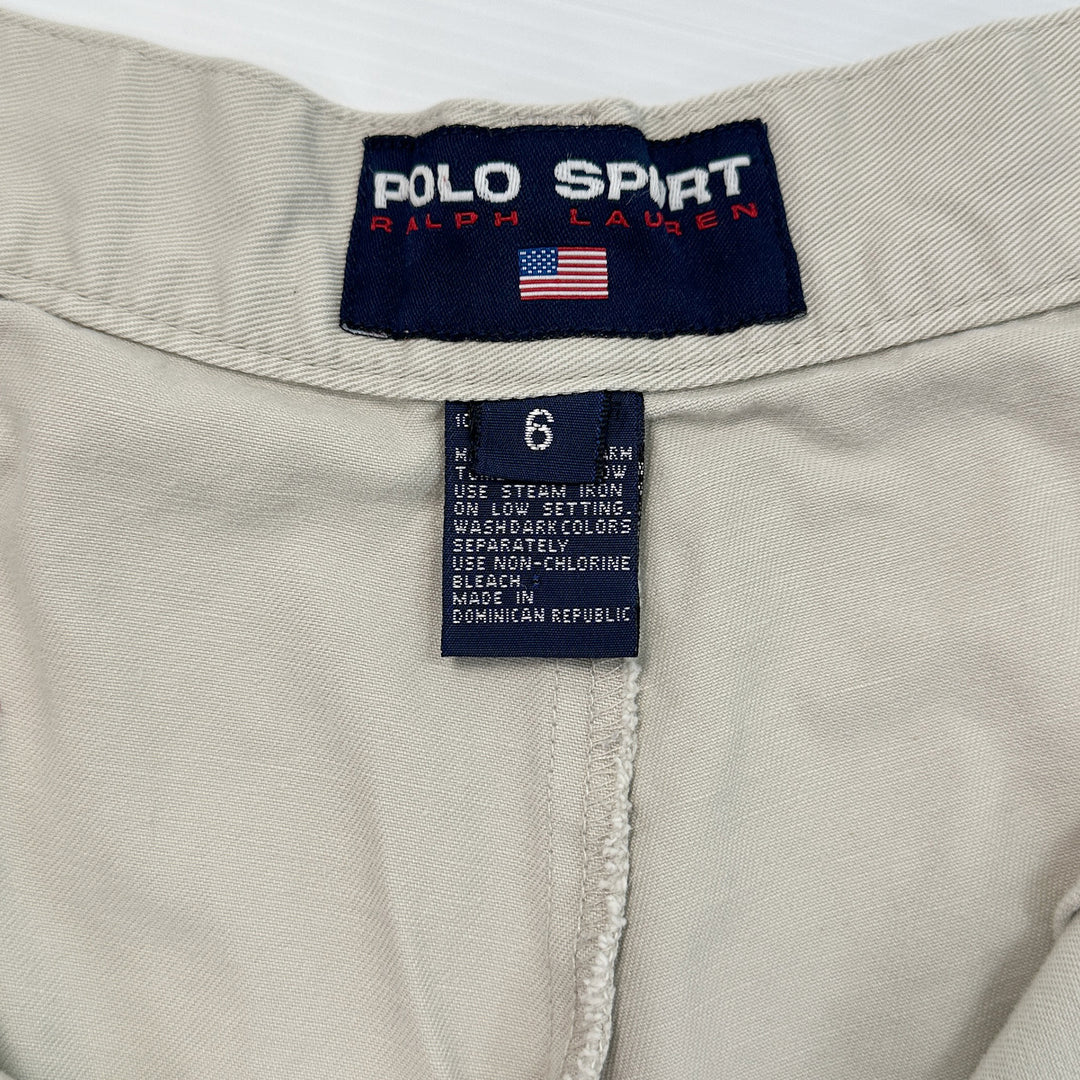 POLO SPORT
RALPH LAUREN
6
USE STEAM IRON
ON LOW SETTING.
WASH DARK COLORS
SEPARATELY
USE NON-CHLORINE
BLEACH
MADE IN
DOMINICAN REPUBLIC